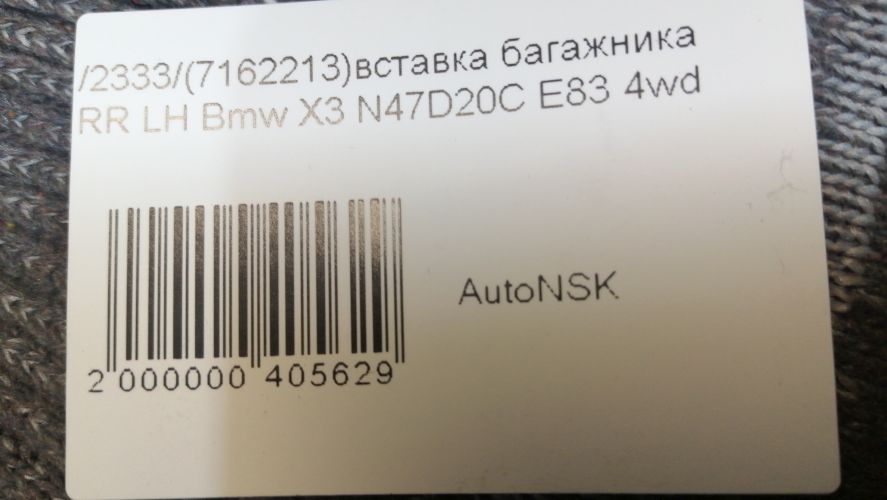 /2333/(7162213)вставка багажника
RR LH Bmw X3 N47D20C E83 4wd
AutoNSK
2 000000 405629